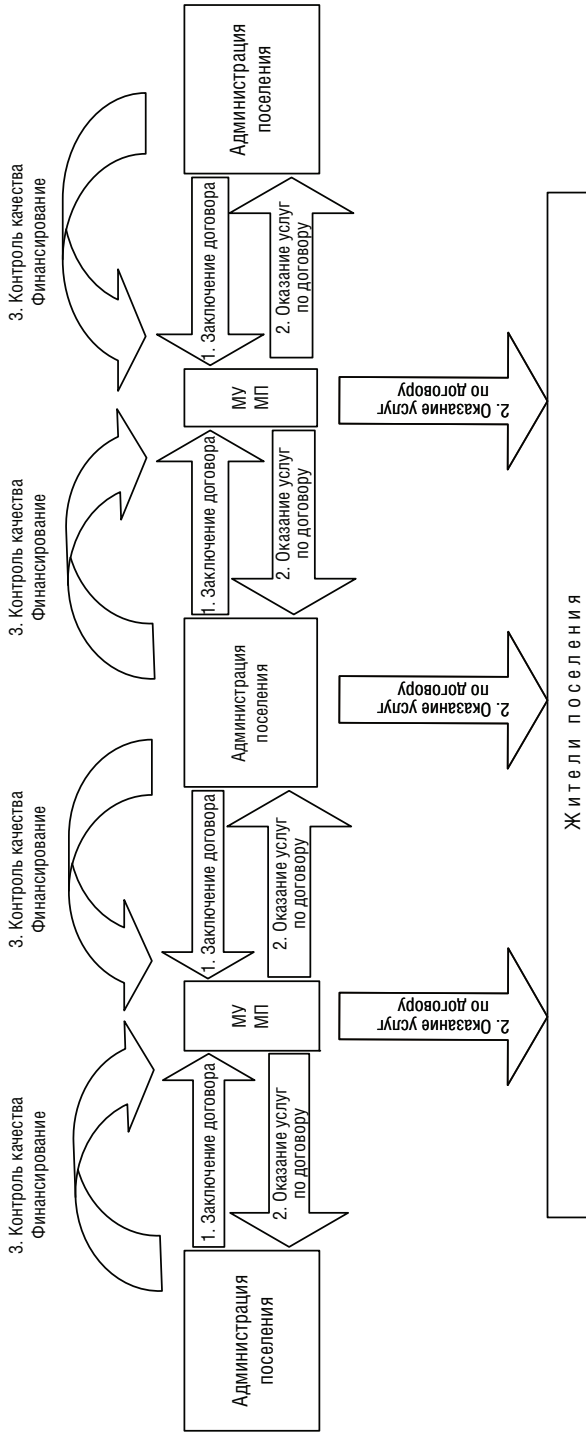 3. Контроль качества
Финансирование
3. Контроль качества
Финансирование
3. Контроль качества
Финансирование
3. Контроль качества
Финансирование
Администрация
поселения
1. Заключение договора
2. Оказание услуг
по договору
МУ
МП
1. Заключение договора
2. Оказание услуг
по договору
Администрация
поселения
1. Заключение договора
2. Оказание услуг
по договору
МУ
МП
1. Заключение договора
2. Оказание услуг
по договору
Администрация
поселения
2. Оказание услуг
по договору
2. Оказание услуг
по договору
2. Оказание услуг
по договору
Жители поселения